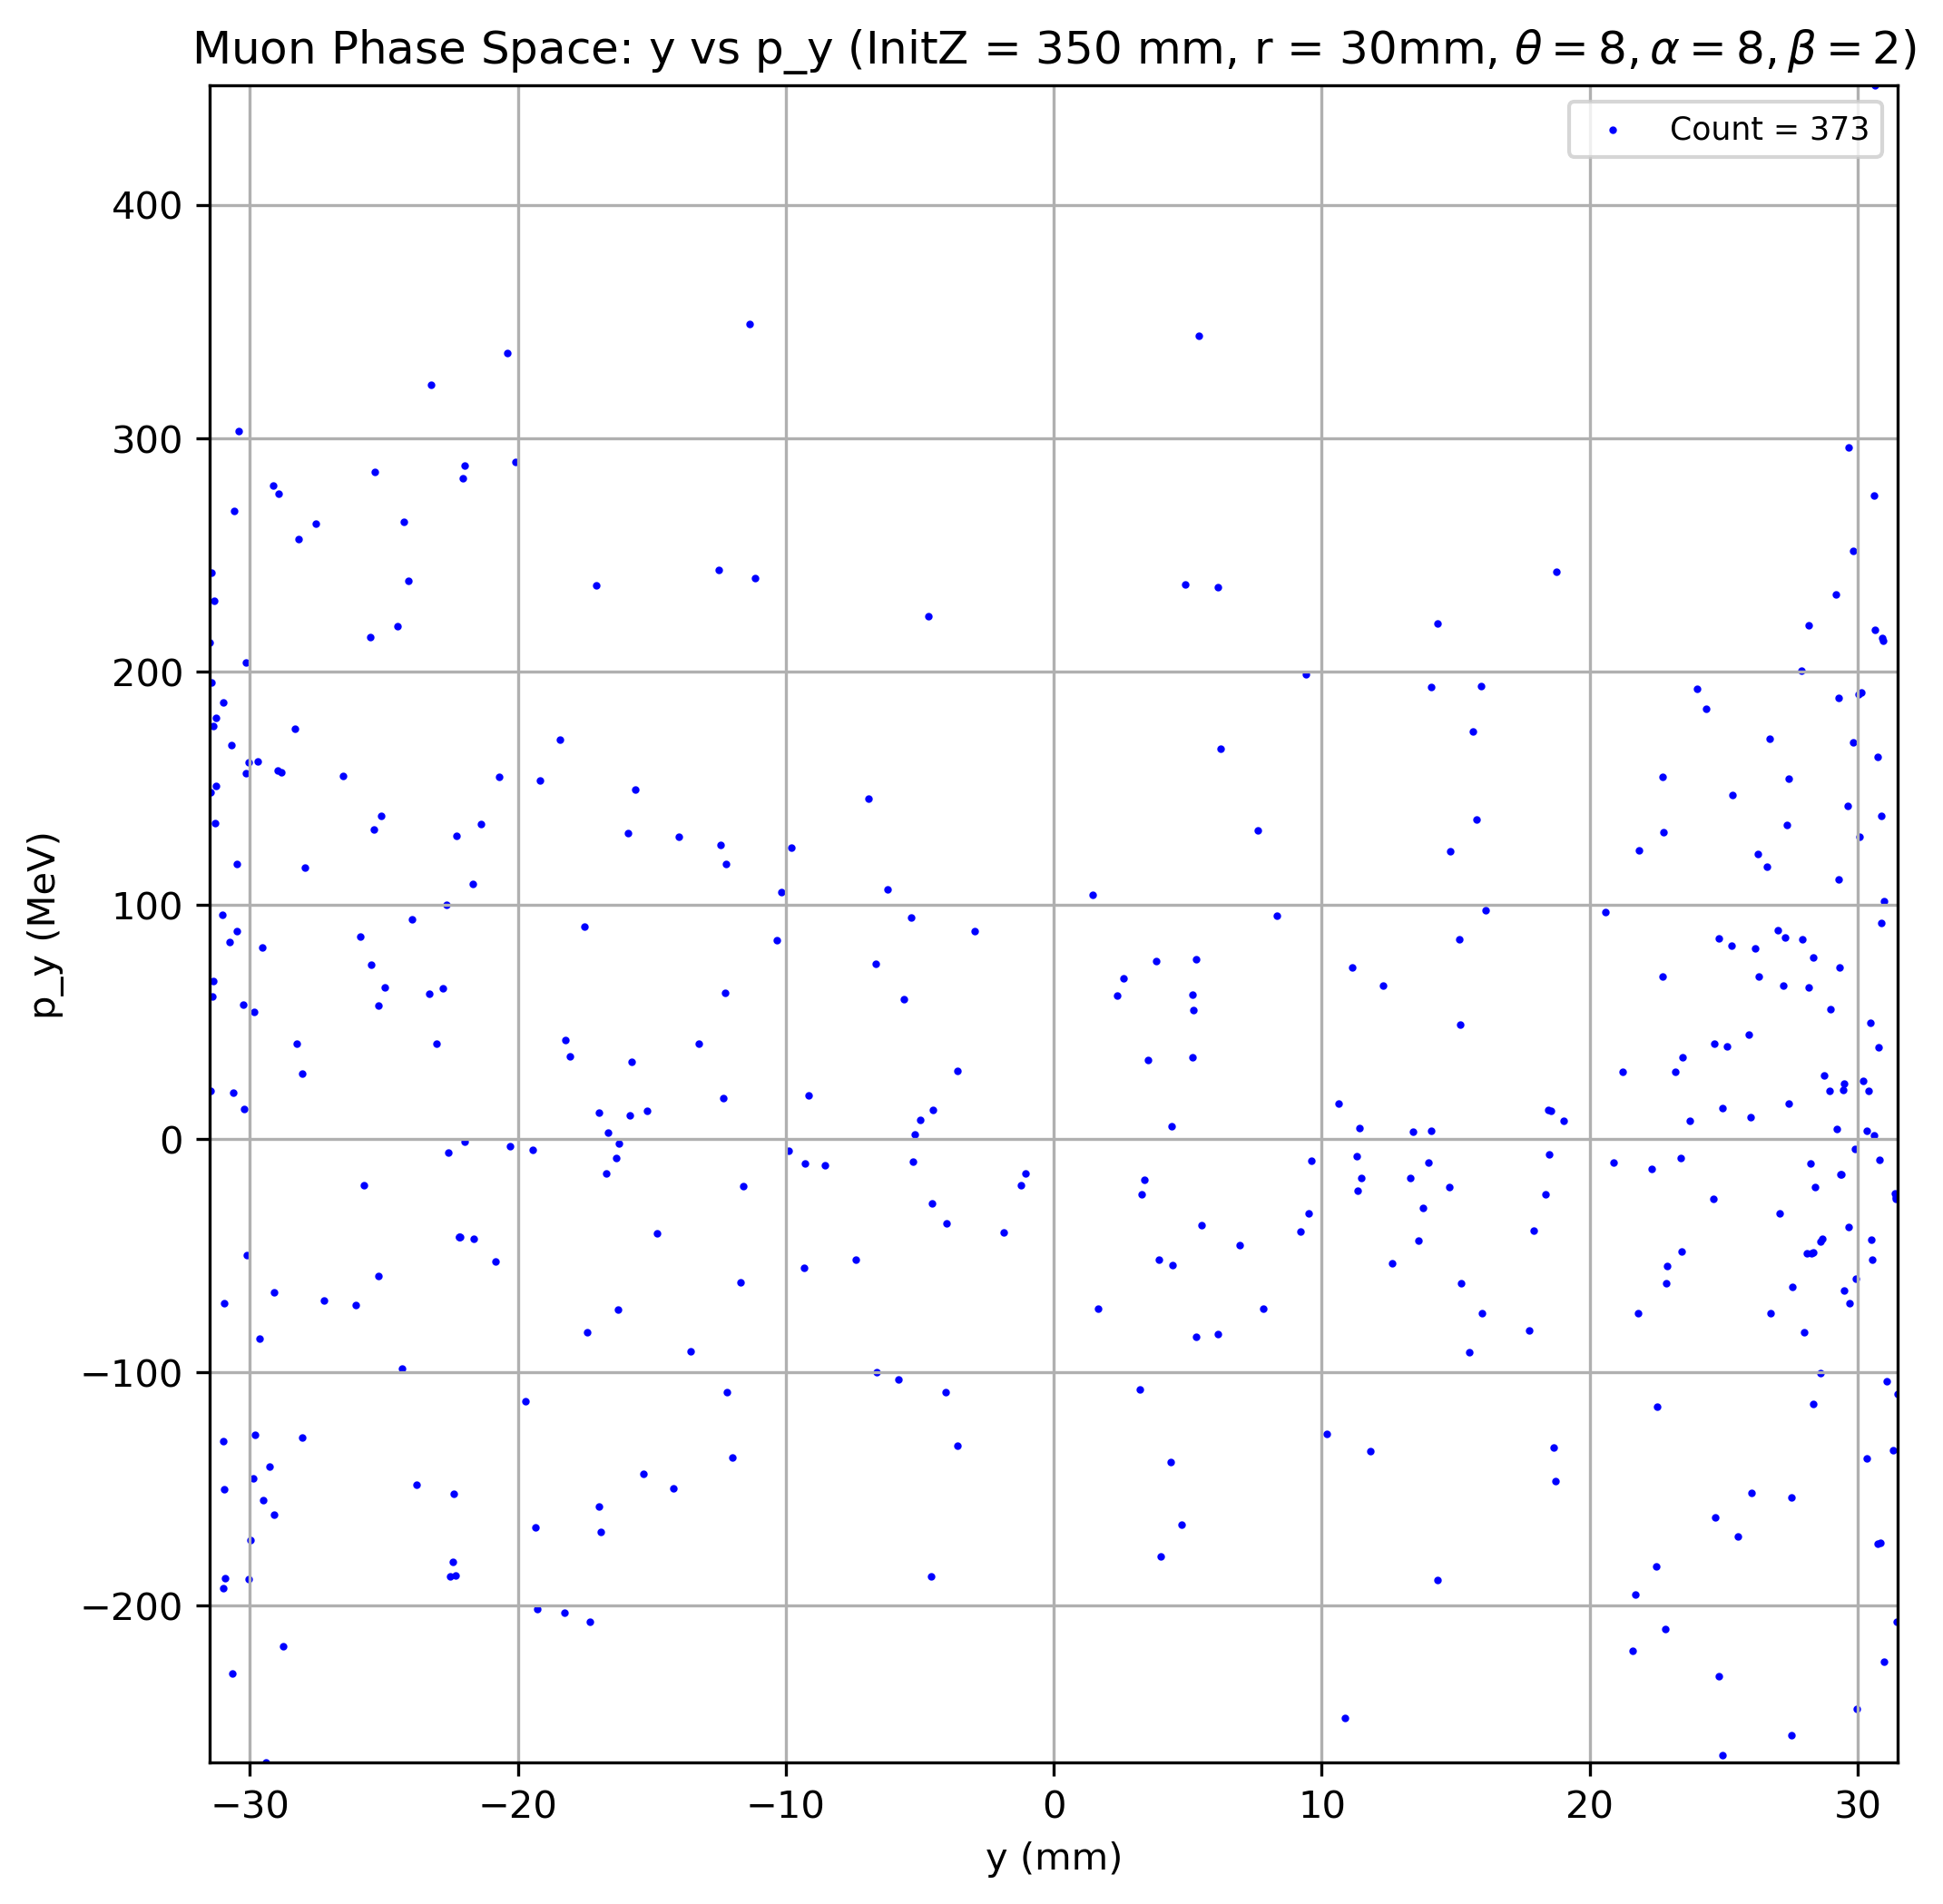 Muon Phase Space: y vs p_y (InitZ = 350 mm, r = 30mm, θ = 8, α = 8, β = 2)
Count = 373
400
300
200
100
0
−100
−200
p_y (MeV)
−30 −20 −10 0 10 20 30
y (mm)